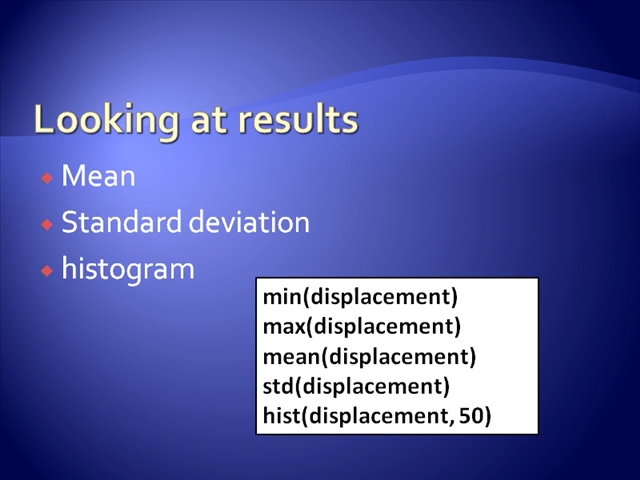 Looking at results
Mean
Standard deviation
histogram
min(displacement)
max(displacement)
mean(displacement)
std(displacement)
hist(displacement, 50)